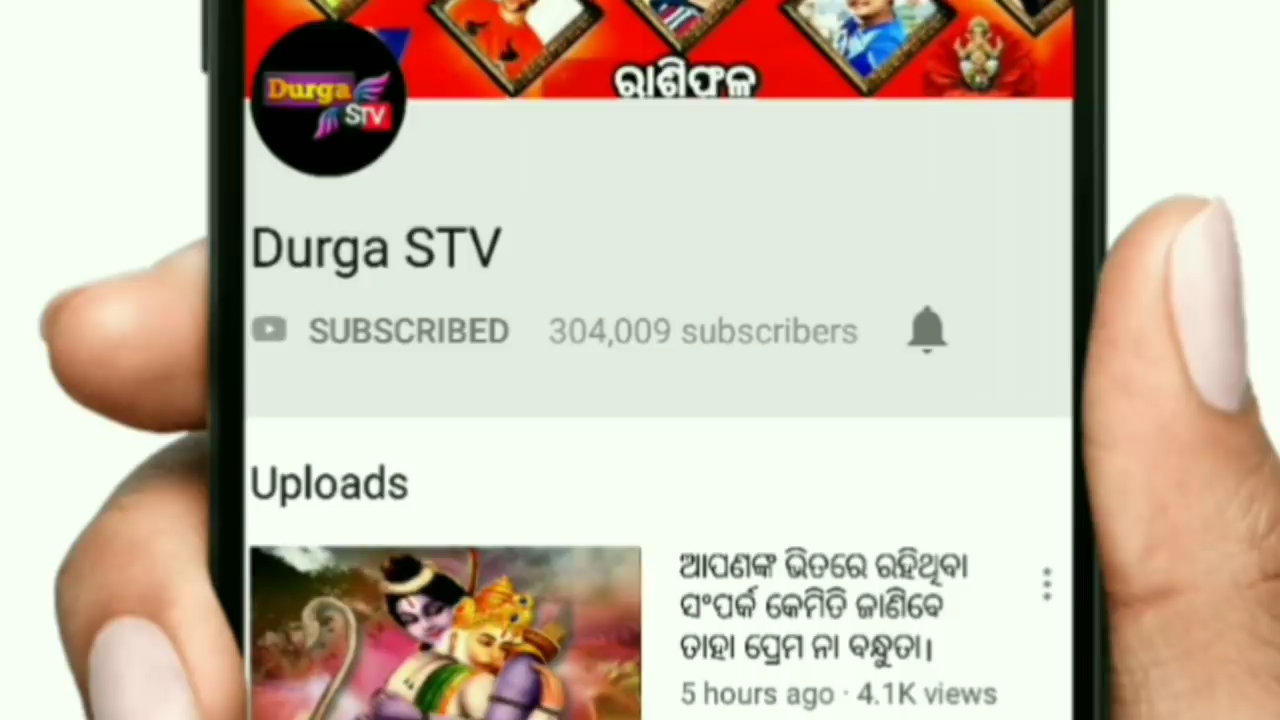 ରାଶିଫଳ
Durga
STV
Durga STV
SUBSCRIBED 304,009 subscribers
Uploads
ଆପଣଙ୍କ ଭିତରେ ରହିଥିବା
ସଂପର୍କ କେମିତି ଜାଣିବେ
ତାହା ପ୍ରେମ ନା ବନ୍ଧୁତା।
5 hours ago · 4.1K views